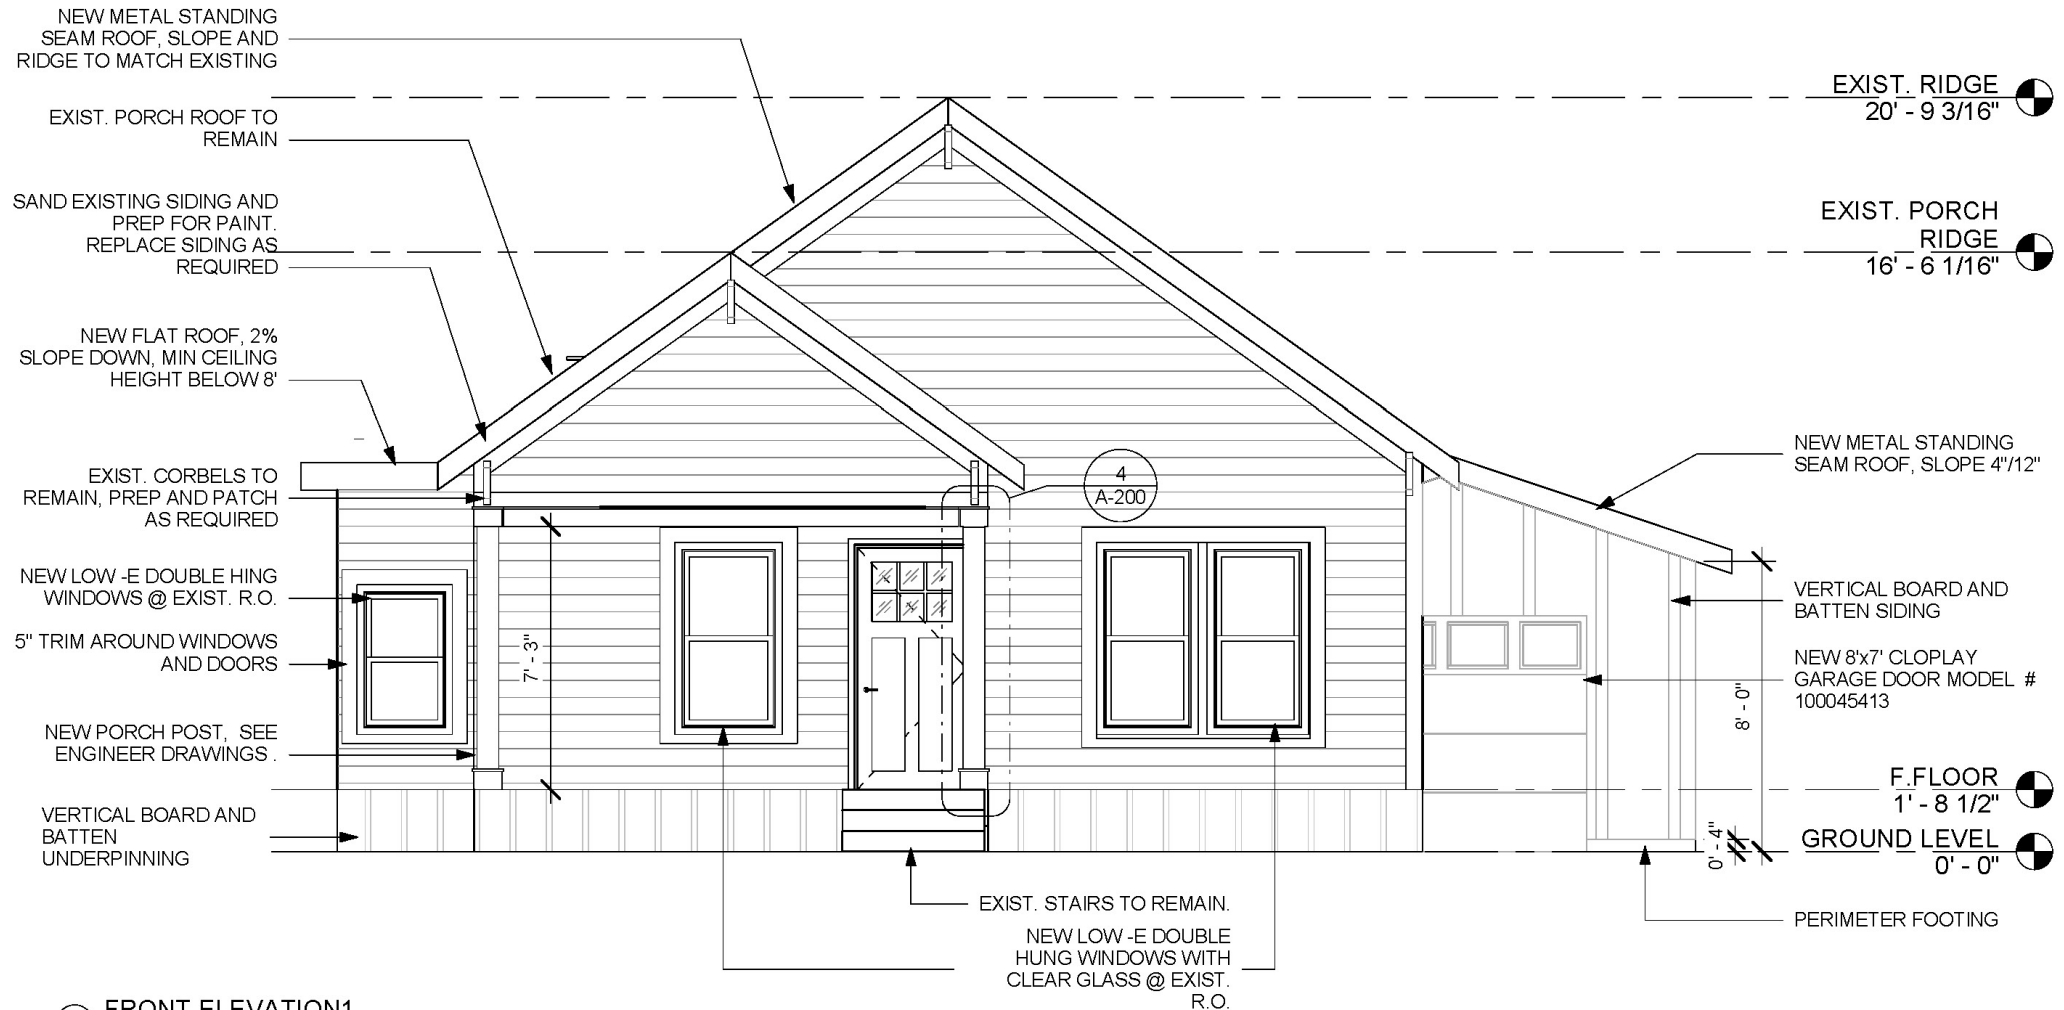 NEW METAL STANDING
SEAM ROOF, SLOPE AND
RIDGE TO MATCH EXISTING
EXIST. PORCH ROOF TO
REMAIN
SAND EXISTING SIDING AND
PREP FOR PAINT.
REPLACE SIDING AS
REQUIRED
NEW FLAT ROOF, 2%
SLOPE DOWN, MIN CEILING
HEIGHT BELOW 8'
EXIST. CORBELS TO
REMAIN, PREP AND PATCH
AS REQUIRED
NEW LOW -E DOUBLE HING
WINDOWS @ EXIST. R.O.
5" TRIM AROUND WINDOWS
AND DOORS
NEW PORCH POST, SEE
ENGINEER DRAWINGS .
VERTICAL BOARD AND
BATTEN
UNDERPINNING
7' - 3"
4
A-200
EXIST. STAIRS TO REMAIN.
NEW LOW -E DOUBLE
HUNG WINDOWS WITH
CLEAR GLASS @ EXIST.
R.O.
EXIST. RIDGE
20' - 9 3/16"
EXIST. PORCH
RIDGE
16' - 6 1/16"
NEW METAL STANDING
SEAM ROOF, SLOPE 4"/12"
VERTICAL BOARD AND
BATTEN SIDING
NEW 8'x7' CLOPLAY
GARAGE DOOR MODEL #
100045413
8' - 0"
F.FLOOR
1' - 8 1/2"
0' - 4"
GROUND LEVEL
0' - 0"
PERIMETER FOOTING
FRONT ELEVATION1